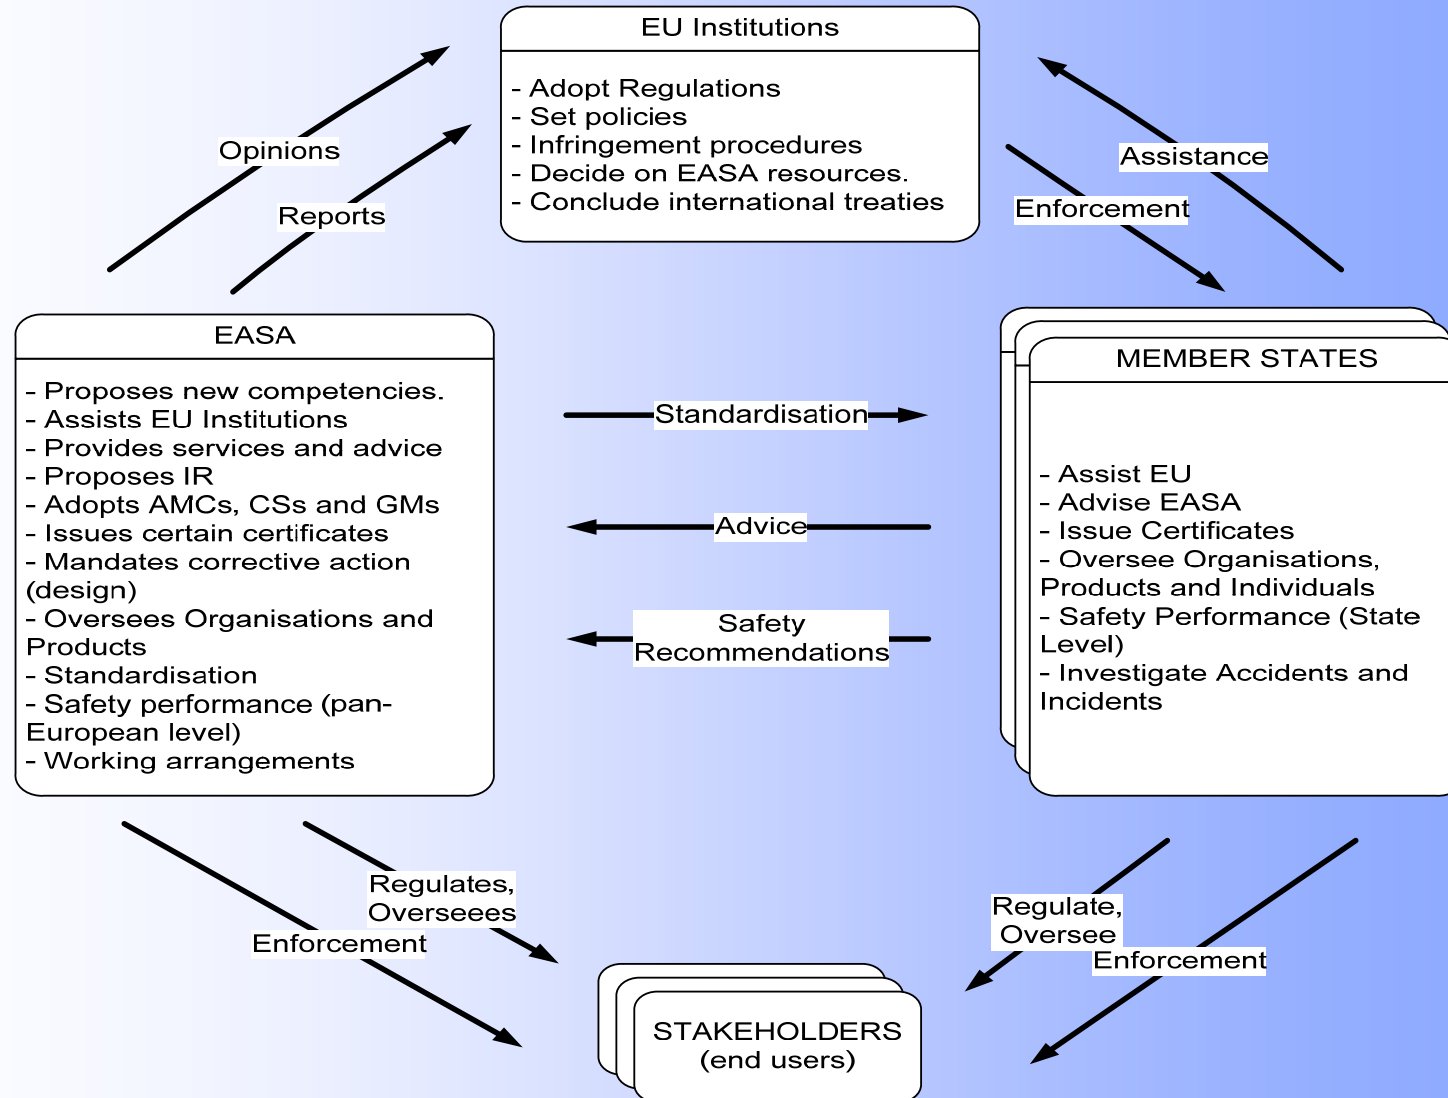 EU Institutions
- Adopt Regulations
- Set policies
- Infringement procedures
- Decide on EASA resources.
- Conclude international treaties
Opinions
Reports
Assistance
Enforcement
EASA
- Proposes new competencies.
- Assists EU Institutions
- Provides services and advice
- Proposes IR
- Adopts AMCs, CSs and GMs
- Issues certain certificates
- Mandates corrective action
(design)
- Oversees Organisations and
Products
- Standardisation
- Safety performance (pan-
European level)
- Working arrangements
Standardisation
Advice
Safety
Recommendations
MEMBER STATES
- Assist EU
- Advise EASA
- Issue Certificates
- Oversee Organisations,
Products and Individuals
- Safety Performance (State
Level)
- Investigate Accidents and
Incidents
Regulates,
Overseees
Enforcement
Regulate,
Oversee
Enforcement
STAKEHOLDERS
(end users)